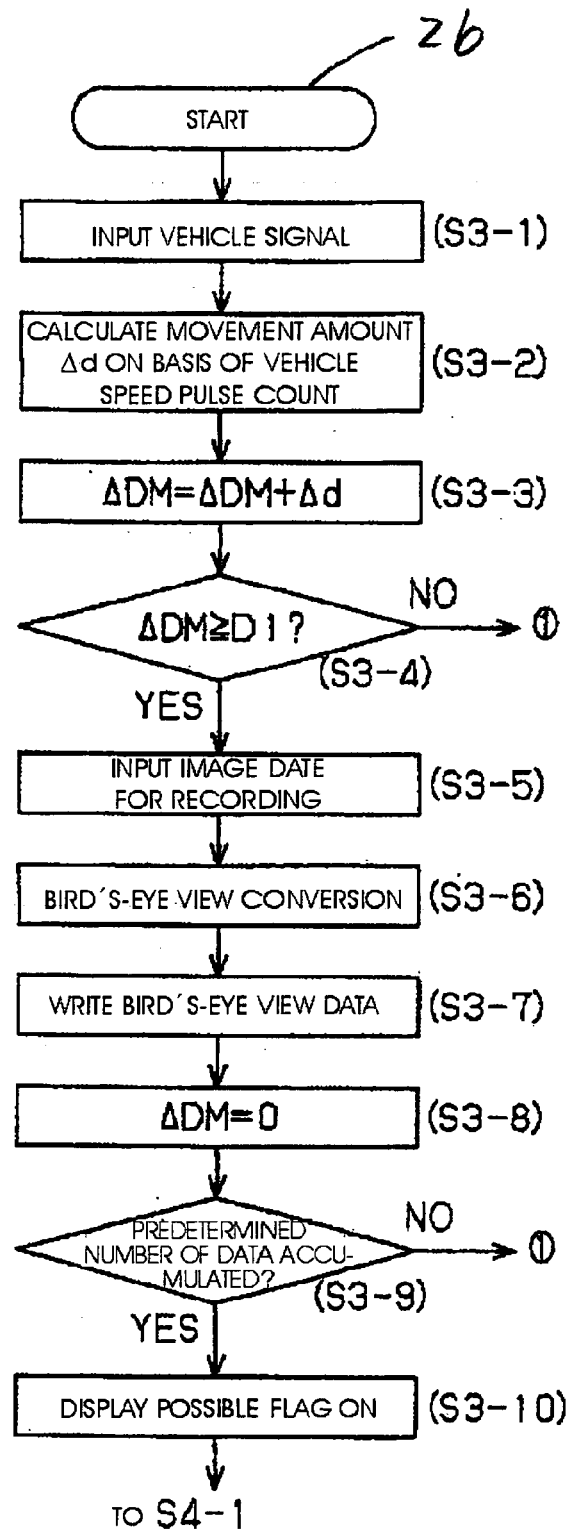 26
START
INPUT VEHICLE SIGNAL
(S3-1)
CALCULATE MOVEMENT AMOUNT
Δd ON BASIS OF VEHICLE
SPEED PULSE COUNT
(S3-2)
ΔDM=ΔDM+Δd
(S3-3)
NO
ΔDM≧D1?
①
(S3-4)
YES
INPUT IMAGE DATE
FOR RECORDING
(S3-5)
BIRD´S-EYE VIEW CONVERSION
(S3-6)
WRITE BIRD´S-EYE VIEW DATA
(S3-7)
ΔDM=0
(S3-8)
NO
PREDETERMINED
NUMBER OF DATA ACCU-
MULATED?
①
(S3-9)
YES
DISPLAY POSSIBLE FLAG ON
(S3-10)
TO S4-1